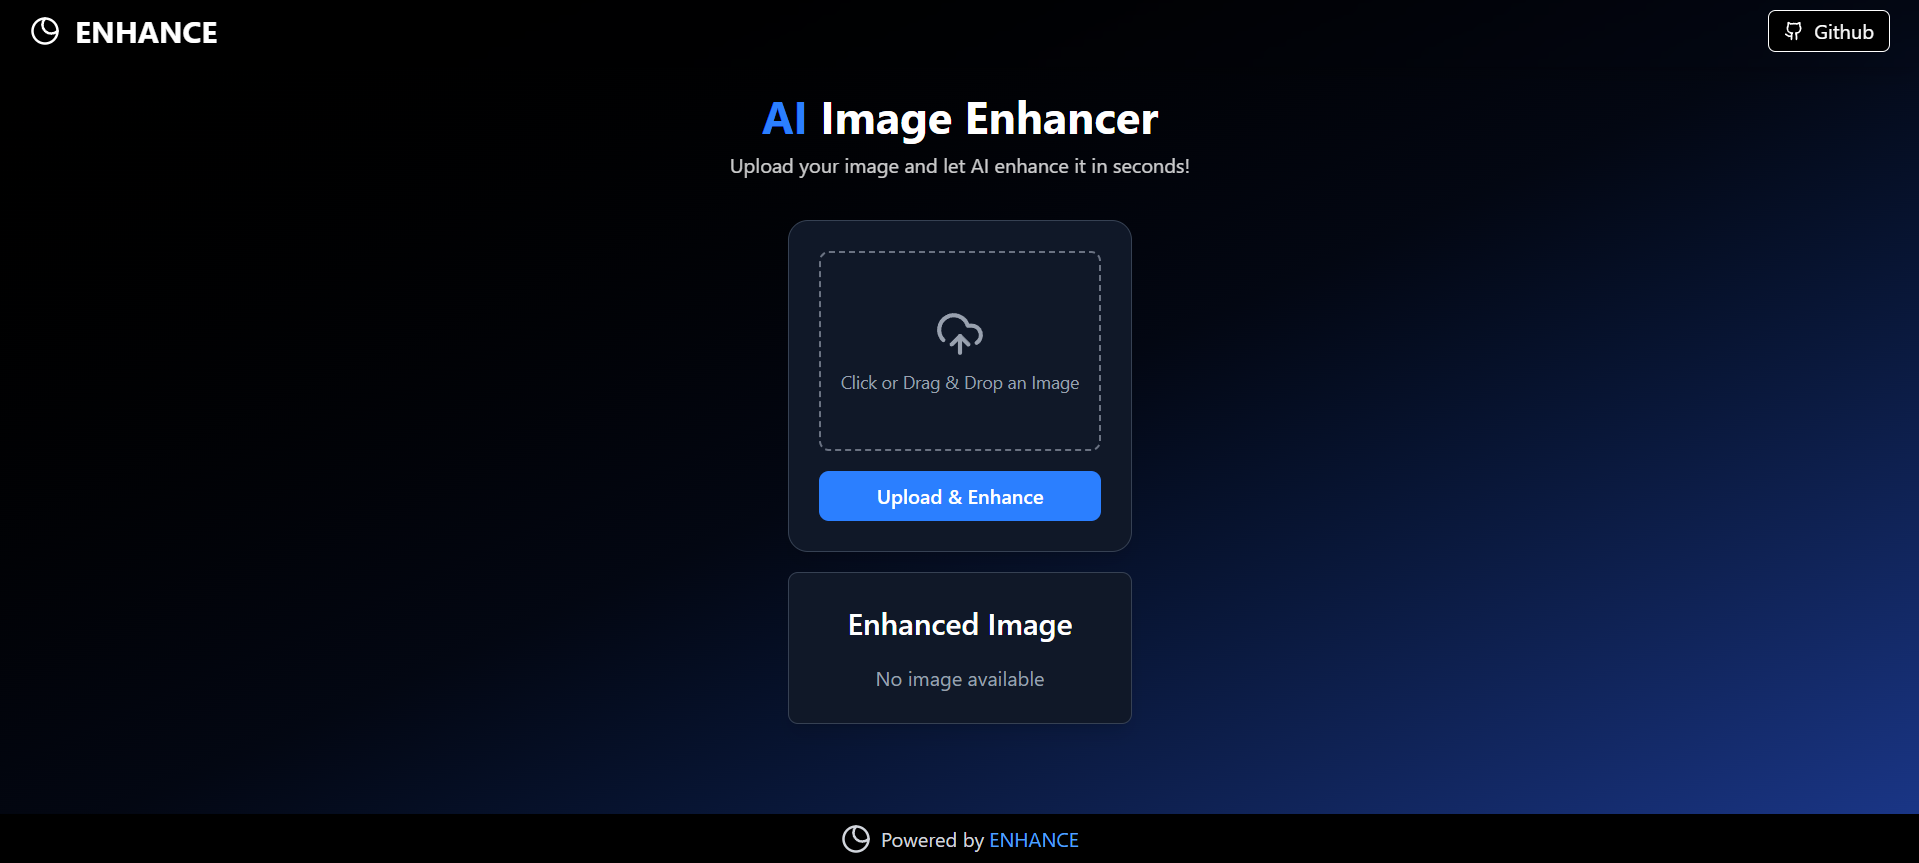 ENHANCE
Github
AI Image Enhancer
Upload your image and let AI enhance it in seconds!
Click or Drag & Drop an Image
Upload & Enhance
Enhanced Image
No image available
Powered by ENHANCE